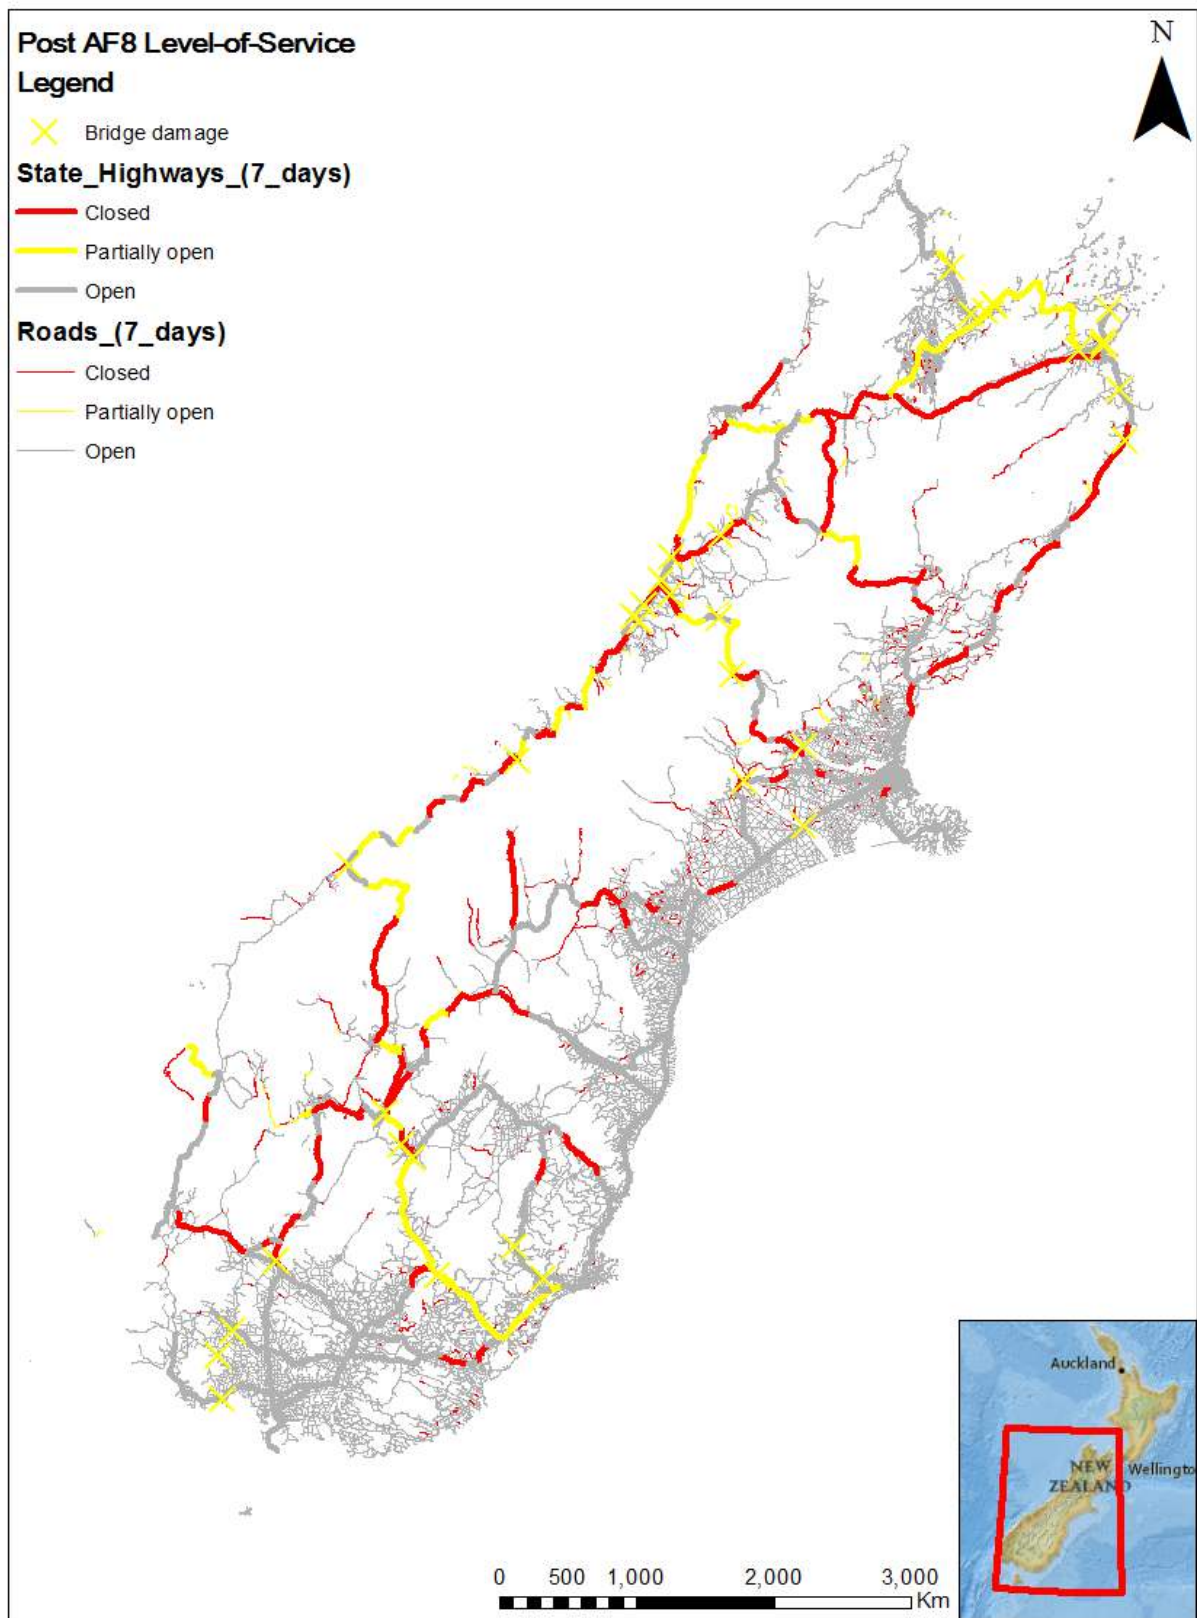 Post AF8 Level-of-Service
Legend
Bridge damage
State_Highways_(7_days)
Closed
Partially open
Open
Roads_(7_days)
Closed
Partially open
Open
N
Auckland
NEW
ZEALAND
Wellingto
0 500 1,000 2,000 3,000
Km